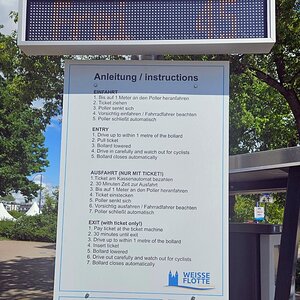 Anleitung / instructions
EINFAHRT
1. Bis auf 1 Meter an den Poller heranfahren
2. Ticket ziehen
3. Poller senkt sich
4. Vorsichtig einfahren / Fahrradfahrer beachten
5. Poller schließt automatisch
ENTRY
1. Drive up to within 1 metre of the bollard
2. Pull ticket
3. Bollard lowered
4. Drive in carefully and watch out for cyclists
5. Bollard closes automatically
AUSFAHRT (NUR MIT TICKET!)
1. Ticket am Kassenautomat bezahlen
2. 30 Minuten Zeit zur Ausfahrt
3. Bis auf 1 Meter an den Poller heranfahren
4. Ticket einstecken
5. Poller senkt sich
6. Vorsichtig ausfahren / Fahrradfahrer beachten
7. Poller schließt automatisch
EXIT (with ticket only!)
1. Pay ticket at the ticket machine
2. 30 minutes until exit
3. Drive up to within 1 metre of the bollard
4. Insert ticket
5. Bollard lowered
6. Drive out carefully and watch out for cyclists
7. Bollard closes automatically
WEISSE
FLOTTE